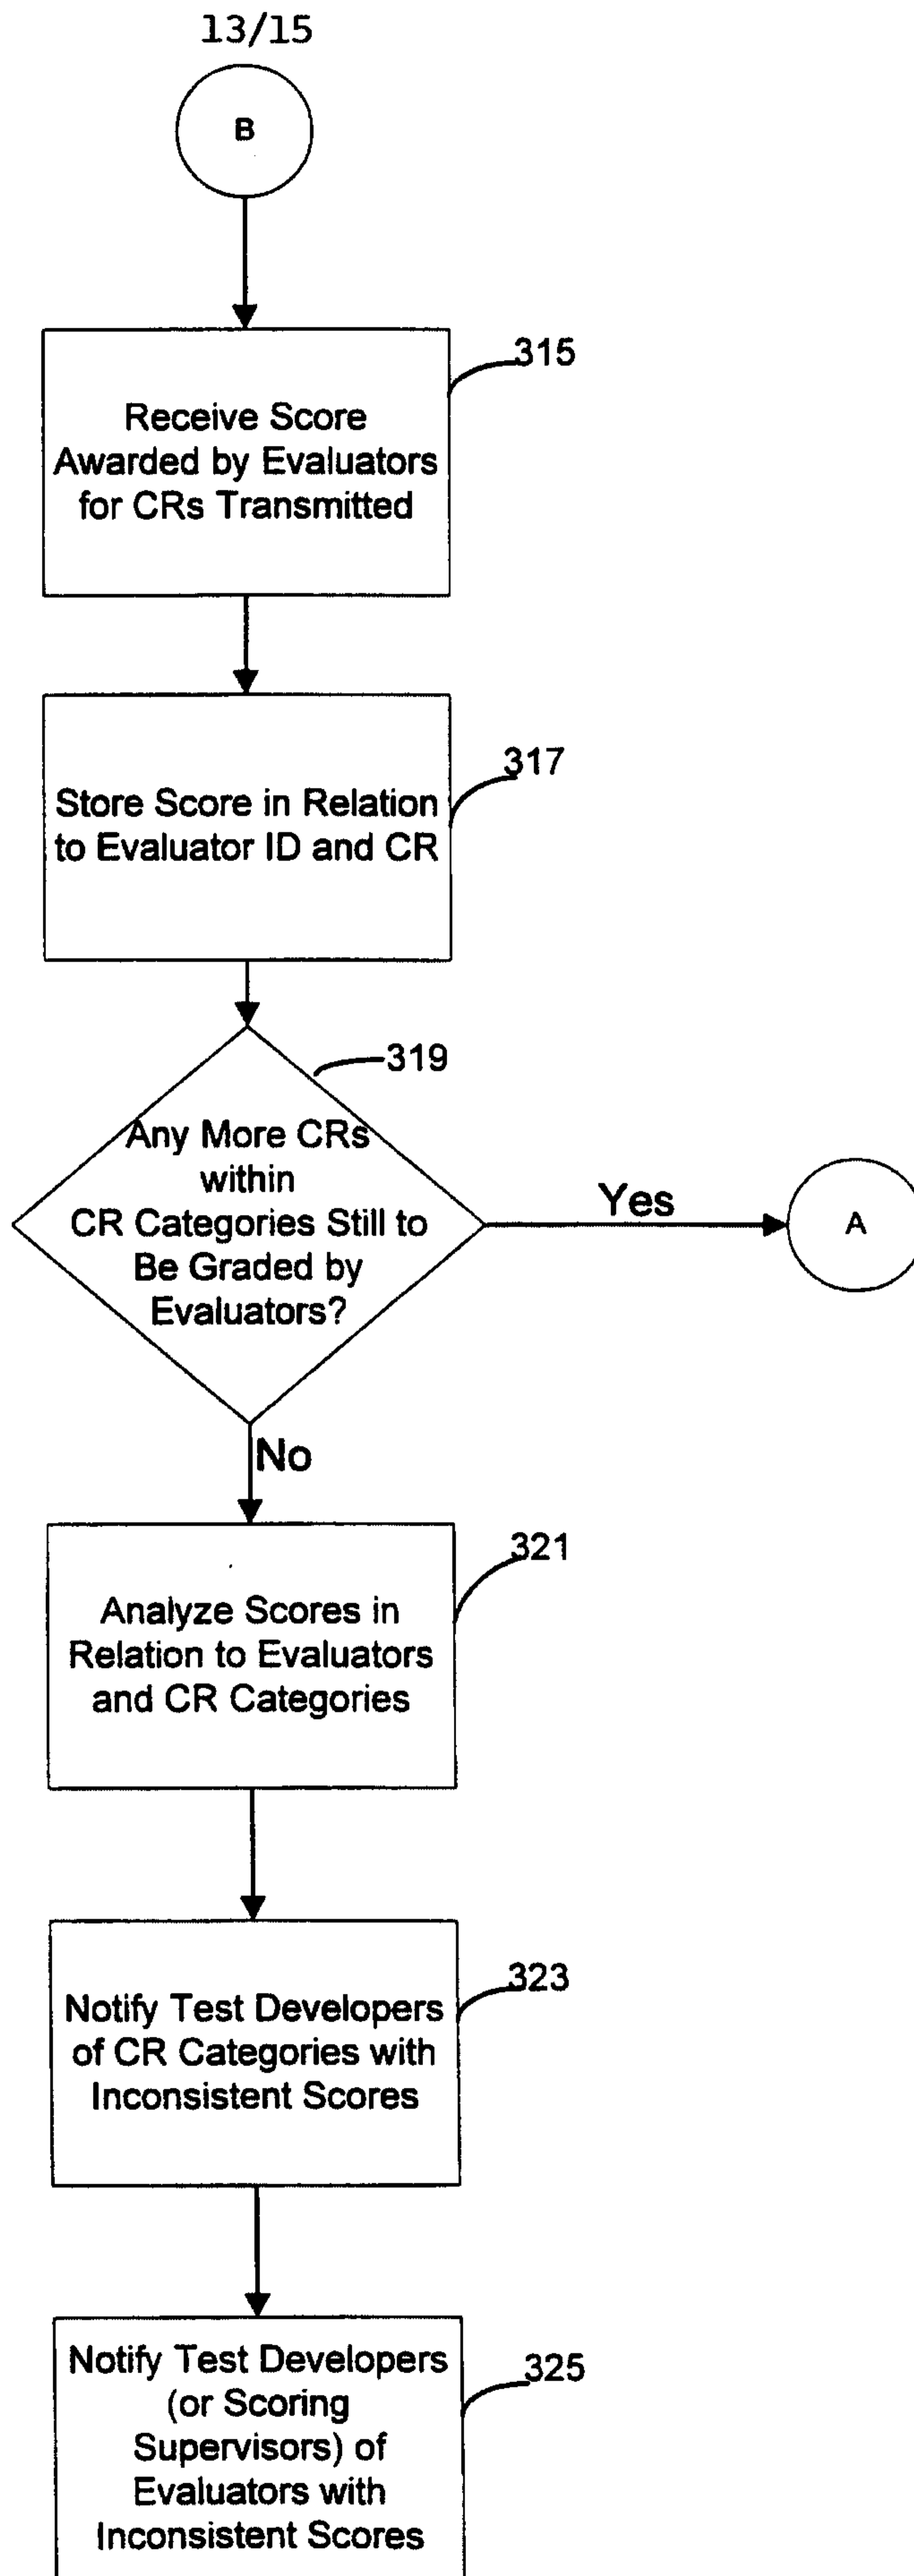 13/15
B
315
Receive Score
Awarded by Evaluators
for CRs Transmitted
317
Store Score in Relation
to Evaluator ID and CR
319
Any More CRs
within
CR Categories Still to
Be Graded by
Evaluators?
Yes
A
No
321
Analyze Scores in
Relation to Evaluators
and CR Categories
323
Notify Test Developers
of CR Categories with
Inconsistent Scores
325
Notify Test Developers
(or Scoring
Supervisors) of
Evaluators with
Inconsistent Scores